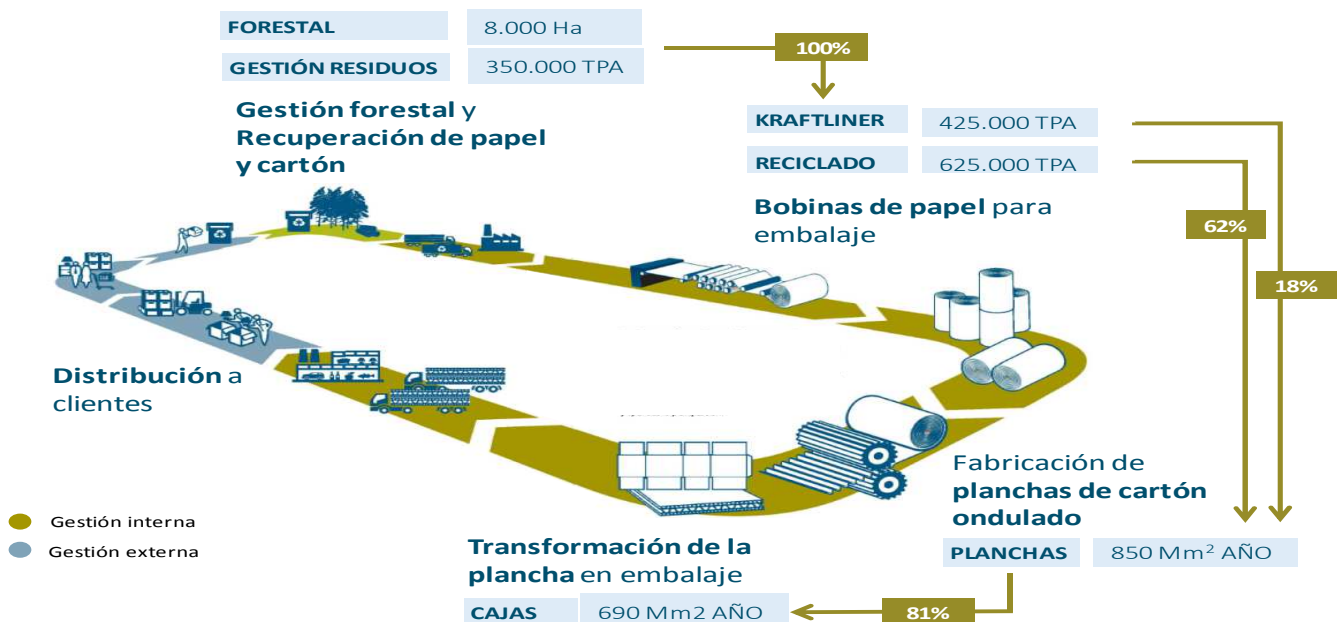 FORESTAL 8.000 Ha
GESTIÓN RESIDUOS 350.000 TPA
100%
Gestión forestal y
Recuperación de papel
y cartón
KRAFTLINER 425.000 TPA
RECICLADO 625.000 TPA
Bobinas de papel para
embalaje
62%
18%
Distribución a
clientes
Fabricación de
planchas de cartón
ondulado
PLANCHAS 850 Mm² AÑO
Gestión interna
Gestión externa
Transformación de la
plancha en embalaje
CAJAS 690 Mm2 AÑO
81%